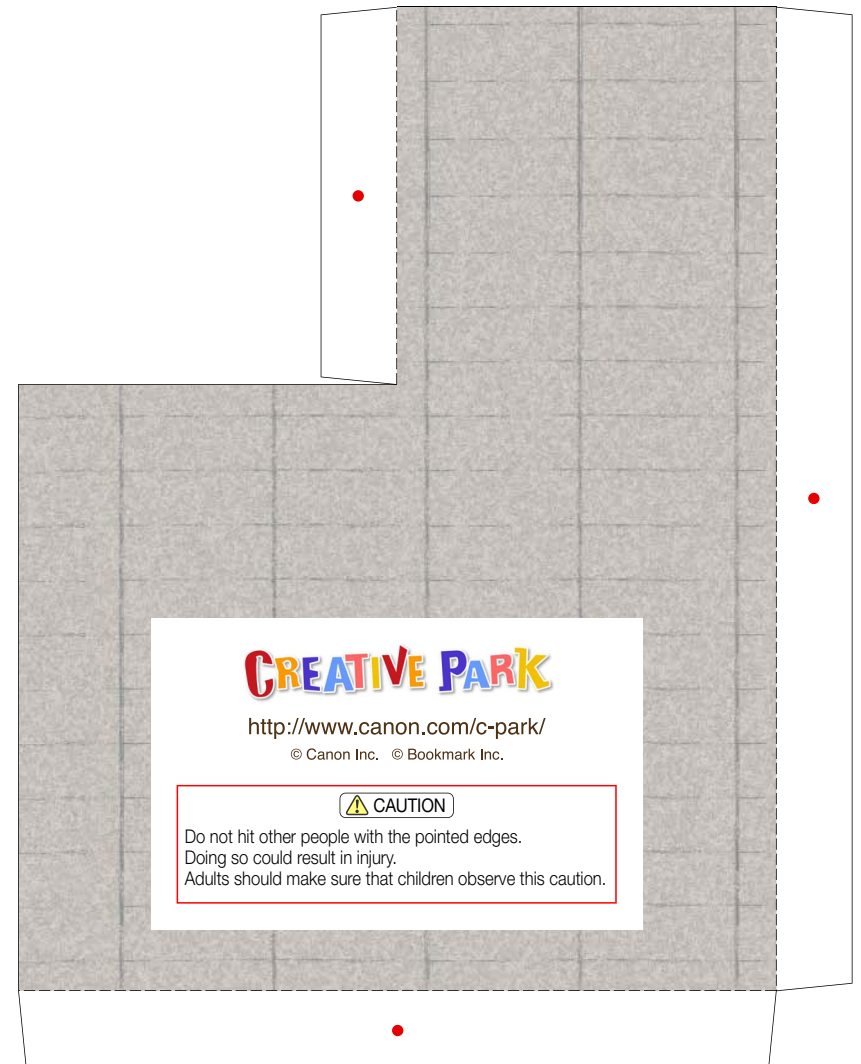 CREATIVE PARK
http://www.canon.com/c-park/
© Canon Inc. © Bookmark Inc.
CAUTION
Do not hit other people with the pointed edges.
Doing so could result in injury.
Adults should make sure that children observe this caution.